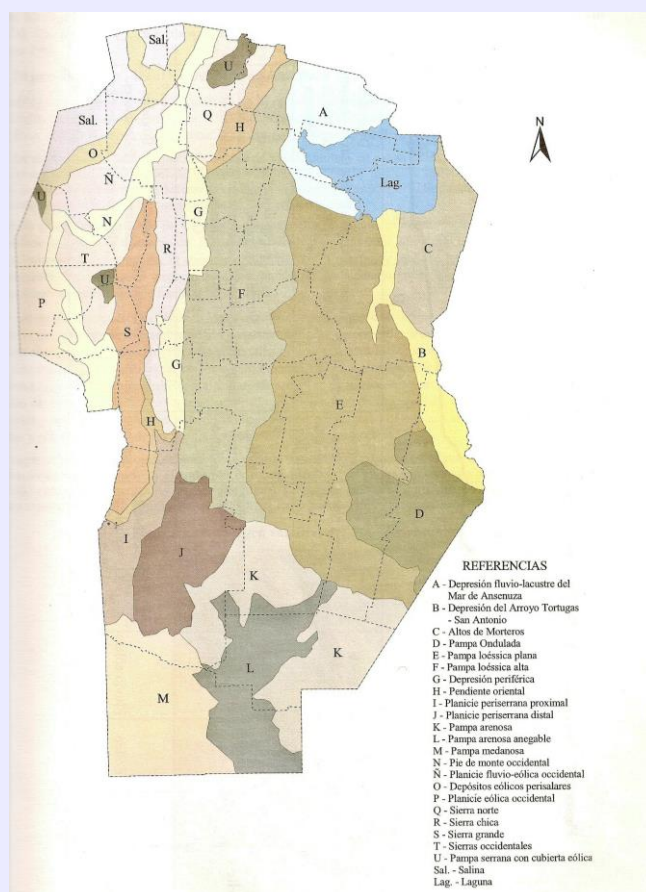 Sal.
U
N
Q
A
H
Sal.
Lag.
O
Ñ
U
G
N
R
C
T
U
F
P
S
B
G
E
H
D
I
J
K
K
L
M
REFERENCIAS
A - Depresión fluvio-lacustre del
Mar de Ansenuza
B - Depresión del Arroyo Tortugas
- San Antonio
C - Altos de Morteros
D - Pampa Ondulada
E - Pampa loéssica plana
F - Pampa loéssica alta
G - Depresión periférica
H - Pendiente oriental
I - Planicie periserrana proximal
J - Planicie periserrana distal
K - Pampa arenosa
L - Pampa arenosa anegable
M - Pampa medanosa
N - Pie de monte occidental
Ñ - Planicie fluvio-eólica occidental
O - Depósitos eólicos perisalares
P - Planicie eólica occidental
Q - Sierra norte
R - Sierra chica
S - Sierra grande
T - Sierras occidentales
U - Pampa serrana con cubierta eólica
Sal. - Salina
Lag. - Laguna